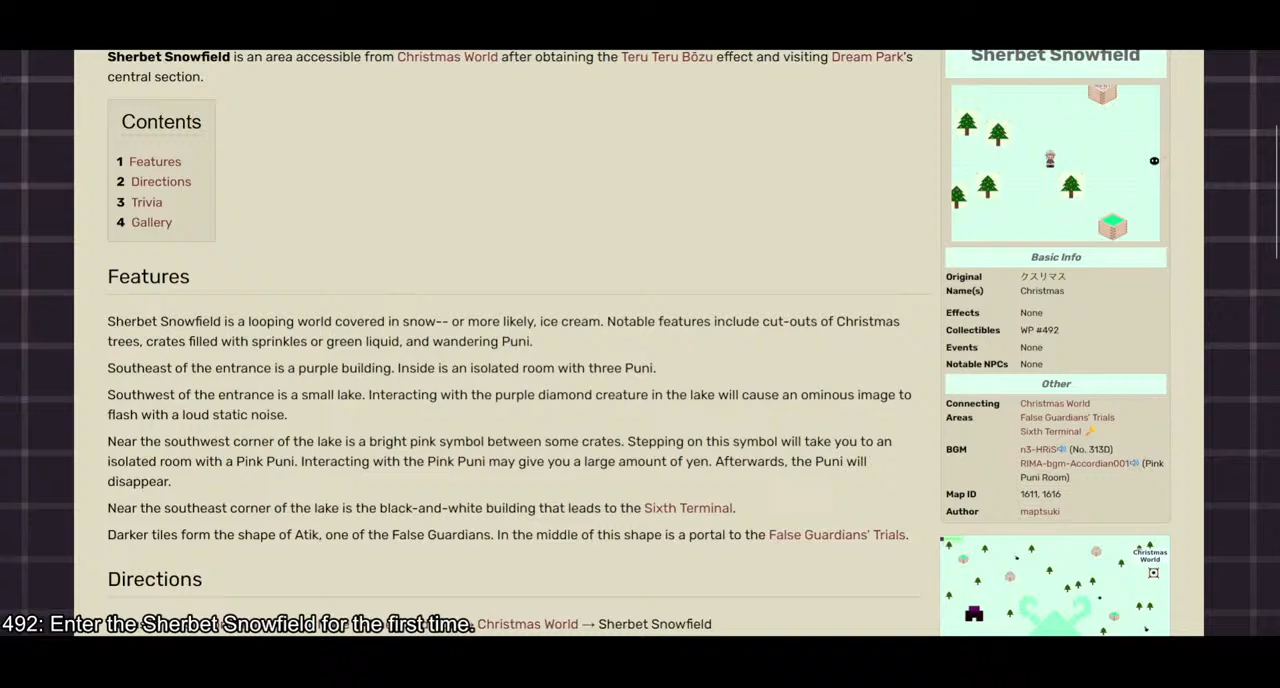 Sherbet Snowfield is an area accessible from Christmas World after obtaining the Teru Teru Bōzu effect and visiting Dream Park's
central section.
Contents
1 Features
2 Directions
3 Trivia
4 Gallery
Features
Sherbet Snowfield is a looping world covered in snow-- or more likely, ice cream. Notable features include cut-outs of Christmas
trees, crates filled with sprinkles or green liquid, and wandering Puni.
Southeast of the entrance is a purple building. Inside is an isolated room with three Puni.
Southwest of the entrance is a small lake. Interacting with the purple diamond creature in the lake will cause an ominous image to
flash with a loud static noise.
Near the southwest corner of the lake is a bright pink symbol between some crates. Stepping on this symbol will take you to an
isolated room with a Pink Puni. Interacting with the Pink Puni may give you a large amount of yen. Afterwards, the Puni will
disappear.
Near the southeast corner of the lake is the black-and-white building that leads to the Sixth Terminal.
Darker tiles form the shape of Atik, one of the False Guardians. In the middle of this shape is a portal to the False Guardians' Trials.
Directions
Christmas World → Sherbet Snowfield
492: Enter the Sherbet Snowfield for the first time.
Sherbet Snowfield
Basic Info
Original クスリマス
Name(s) Christmas
Effects None
Collectibles WP #492
Events None
Notable NPCs None
Other
Connecting Christmas World
Areas False Guardians' Trials
Sixth Terminal
BGM n3-HRiS (No. 313D)
RIMA-bgm-Accordian001 (Pink
Puni Room)
Map ID 1611, 1616
Author maptsuki
Christmas
World